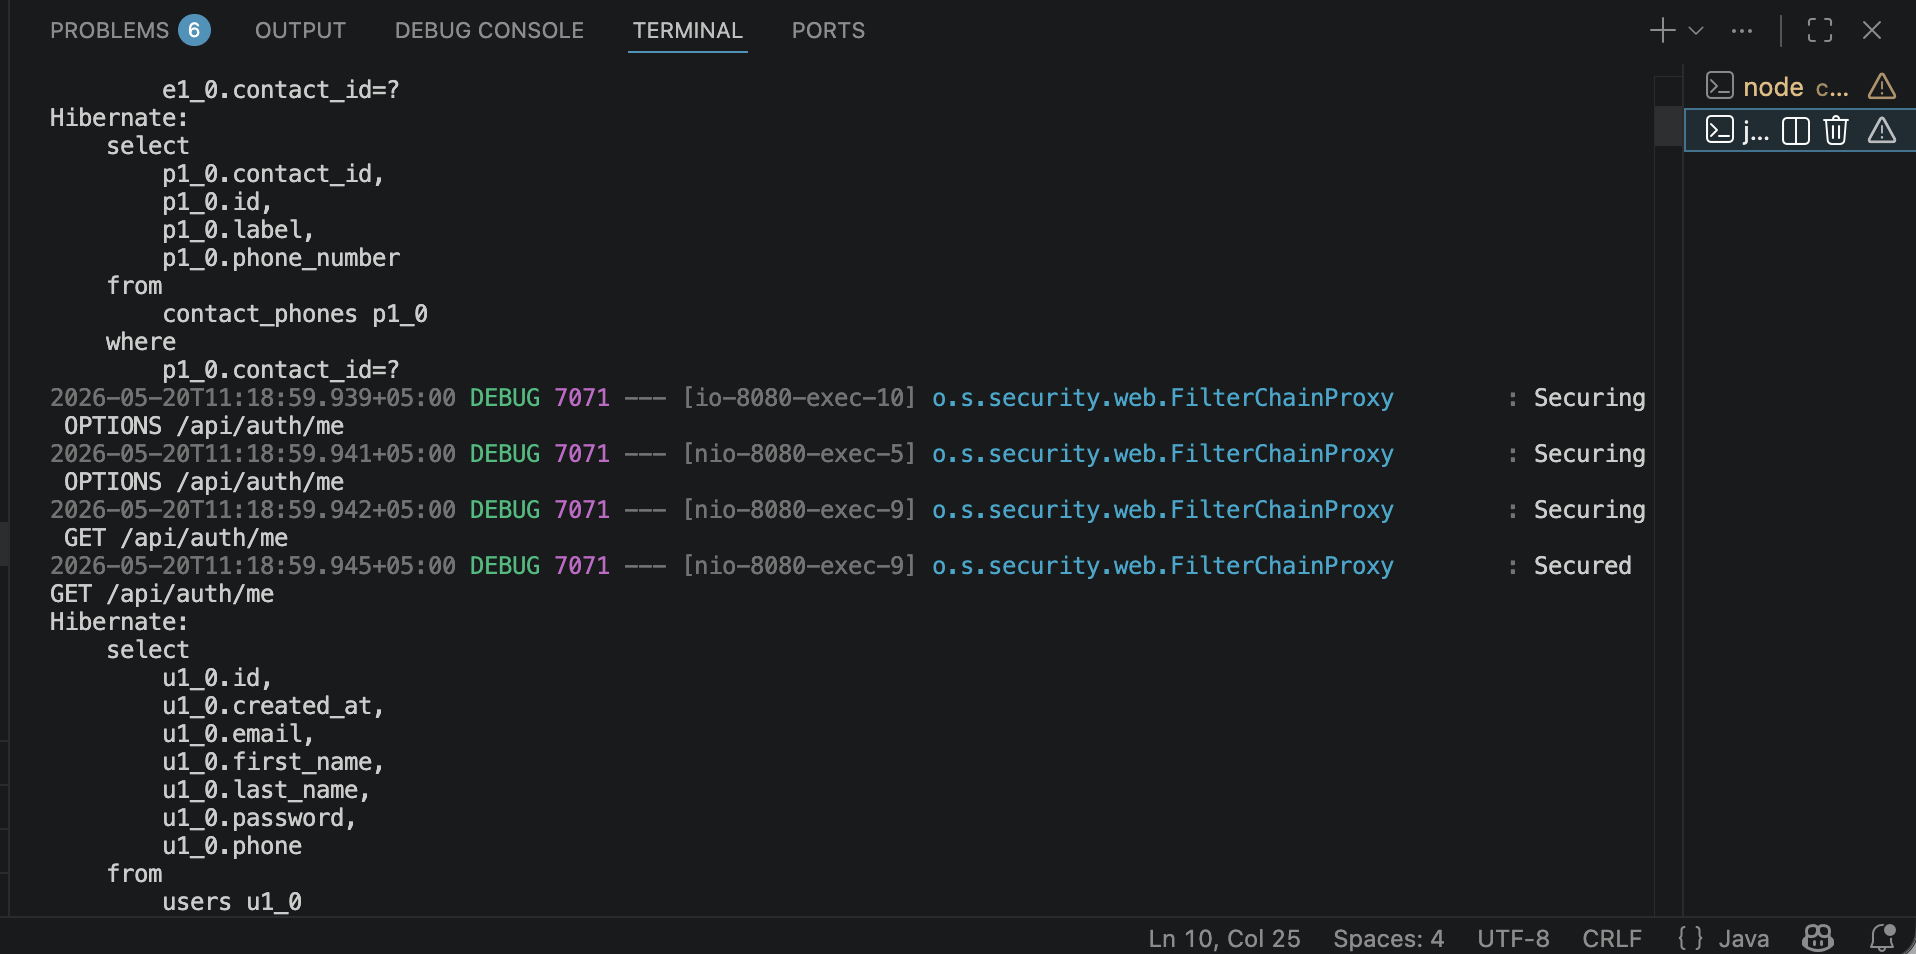 PROBLEMS 6 OUTPUT DEBUG CONSOLE TERMINAL PORTS
e1_0.contact_id=?
Hibernate:
select
p1_0.contact_id,
p1_0.id,
p1_0.label,
p1_0.phone_number
from
contact_phones p1_0
where
p1_0.contact_id=?
2026-05-20T11:18:59.939+05:00 DEBUG 7071 --- [io-8080-exec-10] o.s.security.web.FilterChainProxy : Securing
OPTIONS /api/auth/me
2026-05-20T11:18:59.941+05:00 DEBUG 7071 --- [nio-8080-exec-5] o.s.security.web.FilterChainProxy : Securing
OPTIONS /api/auth/me
2026-05-20T11:18:59.942+05:00 DEBUG 7071 --- [nio-8080-exec-9] o.s.security.web.FilterChainProxy : Securing
GET /api/auth/me
2026-05-20T11:18:59.945+05:00 DEBUG 7071 --- [nio-8080-exec-9] o.s.security.web.FilterChainProxy : Secured
GET /api/auth/me
Hibernate:
select
u1_0.id,
u1_0.created_at,
u1_0.email,
u1_0.first_name,
u1_0.last_name,
u1_0.password,
u1_0.phone
from
users u1_0
node c...
j...
Ln 10, Col 25 Spaces: 4 UTF-8 CRLF {} Java